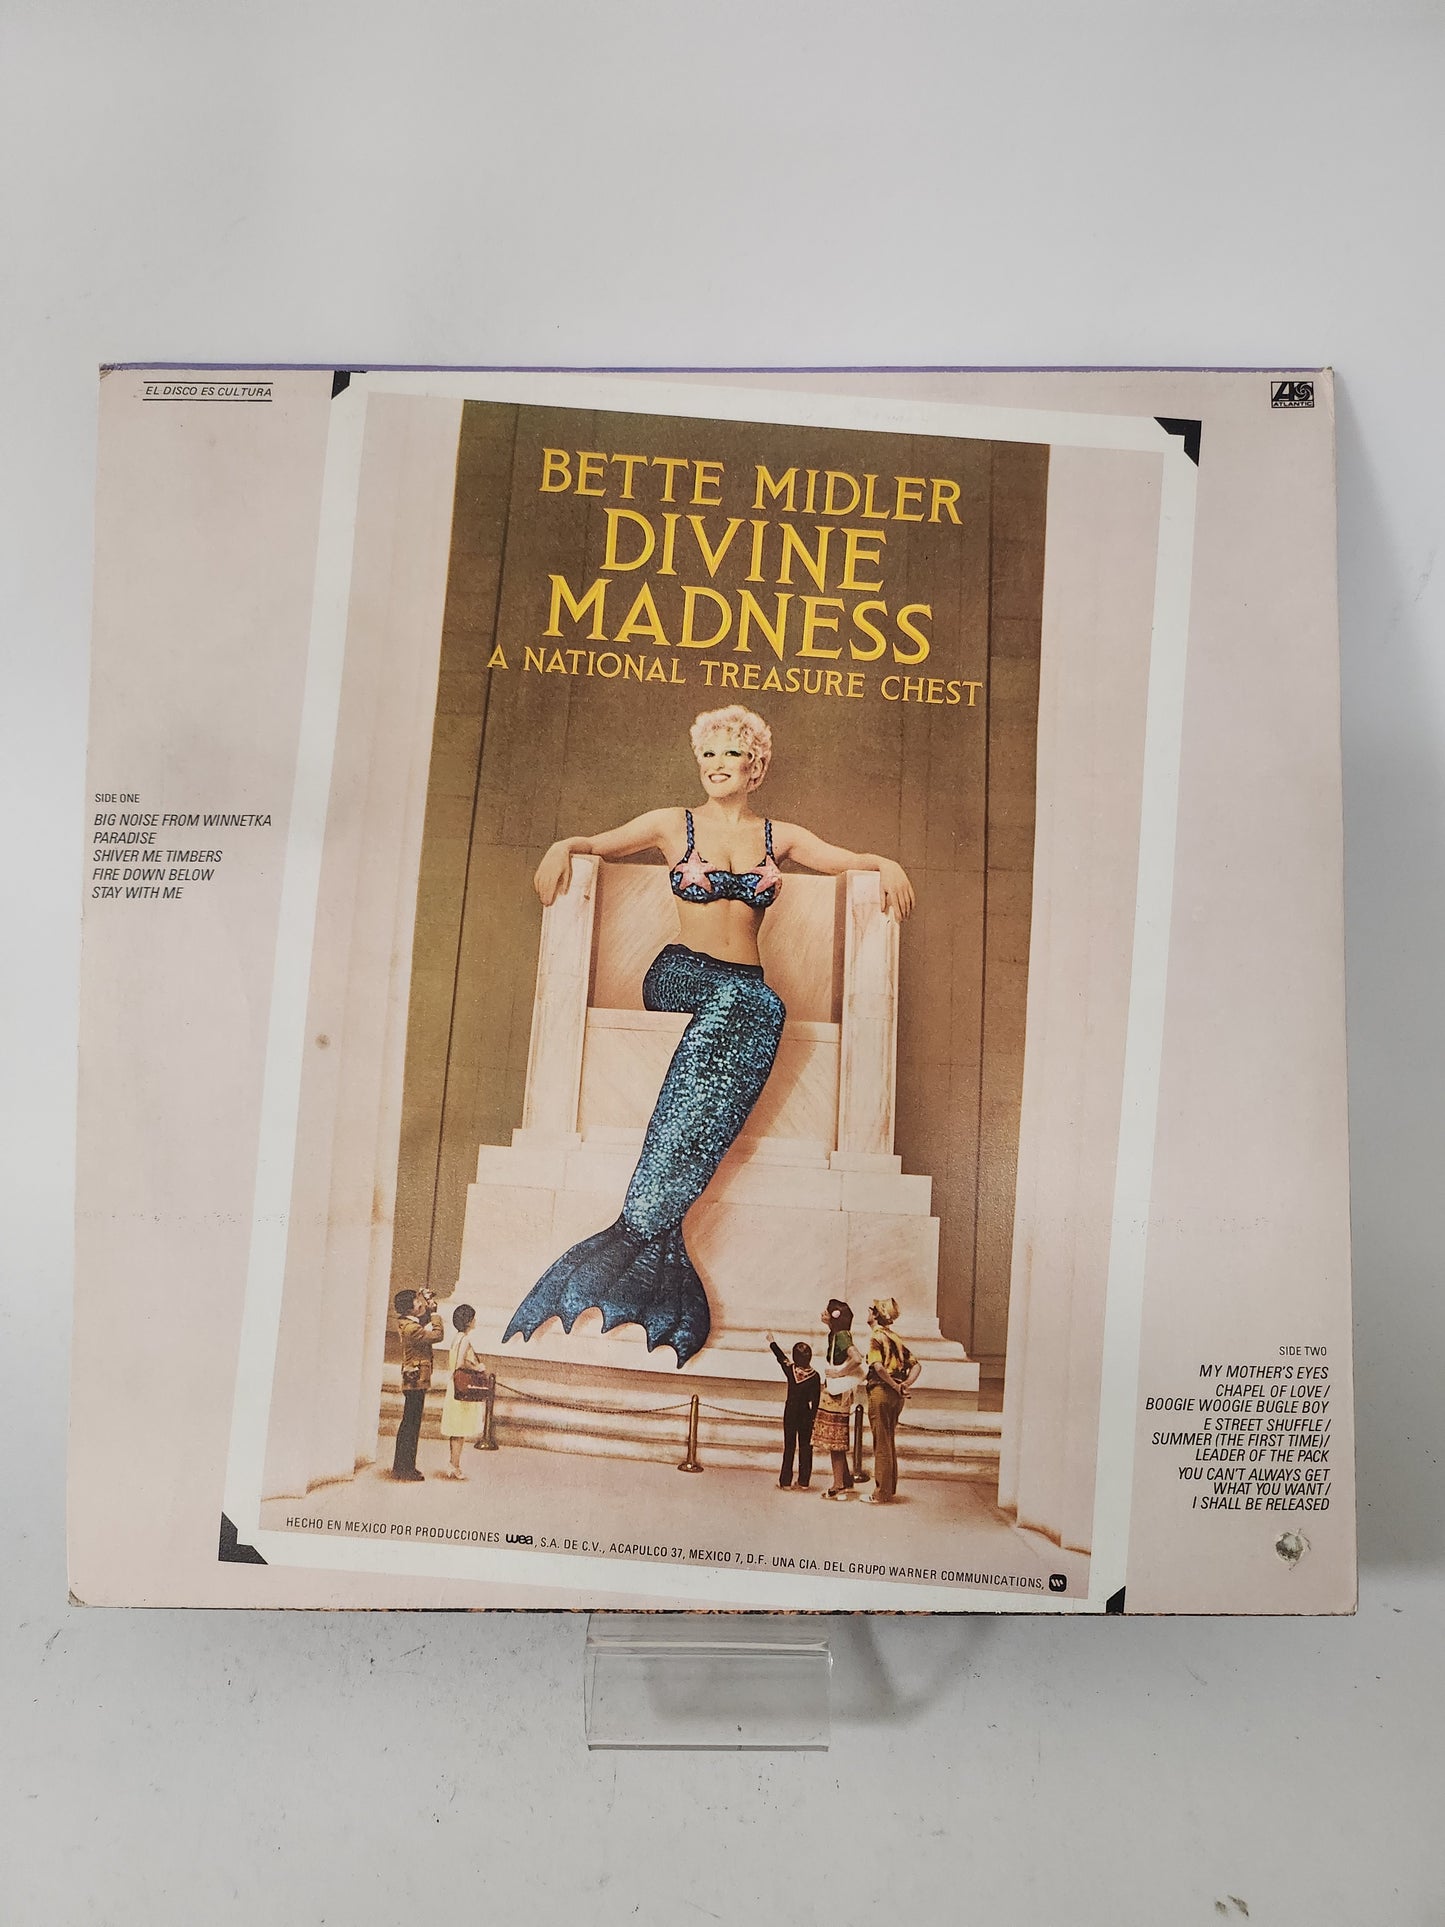 EL DISCO ES CULTURA
ATLANTIC
BETTE MIDLER
DIVINE
MADNESS
A NATIONAL TREASURE CHEST
SIDE ONE
BIG NOISE FROM WINNETKA
PARADISE
SHIVER ME TIMBERS
FIRE DOWN BELOW
STAY WITH ME
SIDE TWO
MY MOTHER'S EYES
CHAPEL OF LOVE/
BOOGIE WOOGIE BUGLE BOY
E STREET SHUFFLE/
SUMMER (THE FIRST TIME)/
LEADER OF THE PACK
YOU CAN'T ALWAYS GET
WHAT YOU WANT/
I SHALL BE RELEASED
HECHO EN MEXICO POR PRODUCCIONES wea, S.A. DE C.V., ACAPULCO 37, MEXICO 7, D.F. UNA CIA. DEL GRUPO WARNER COMMUNICATIONS,